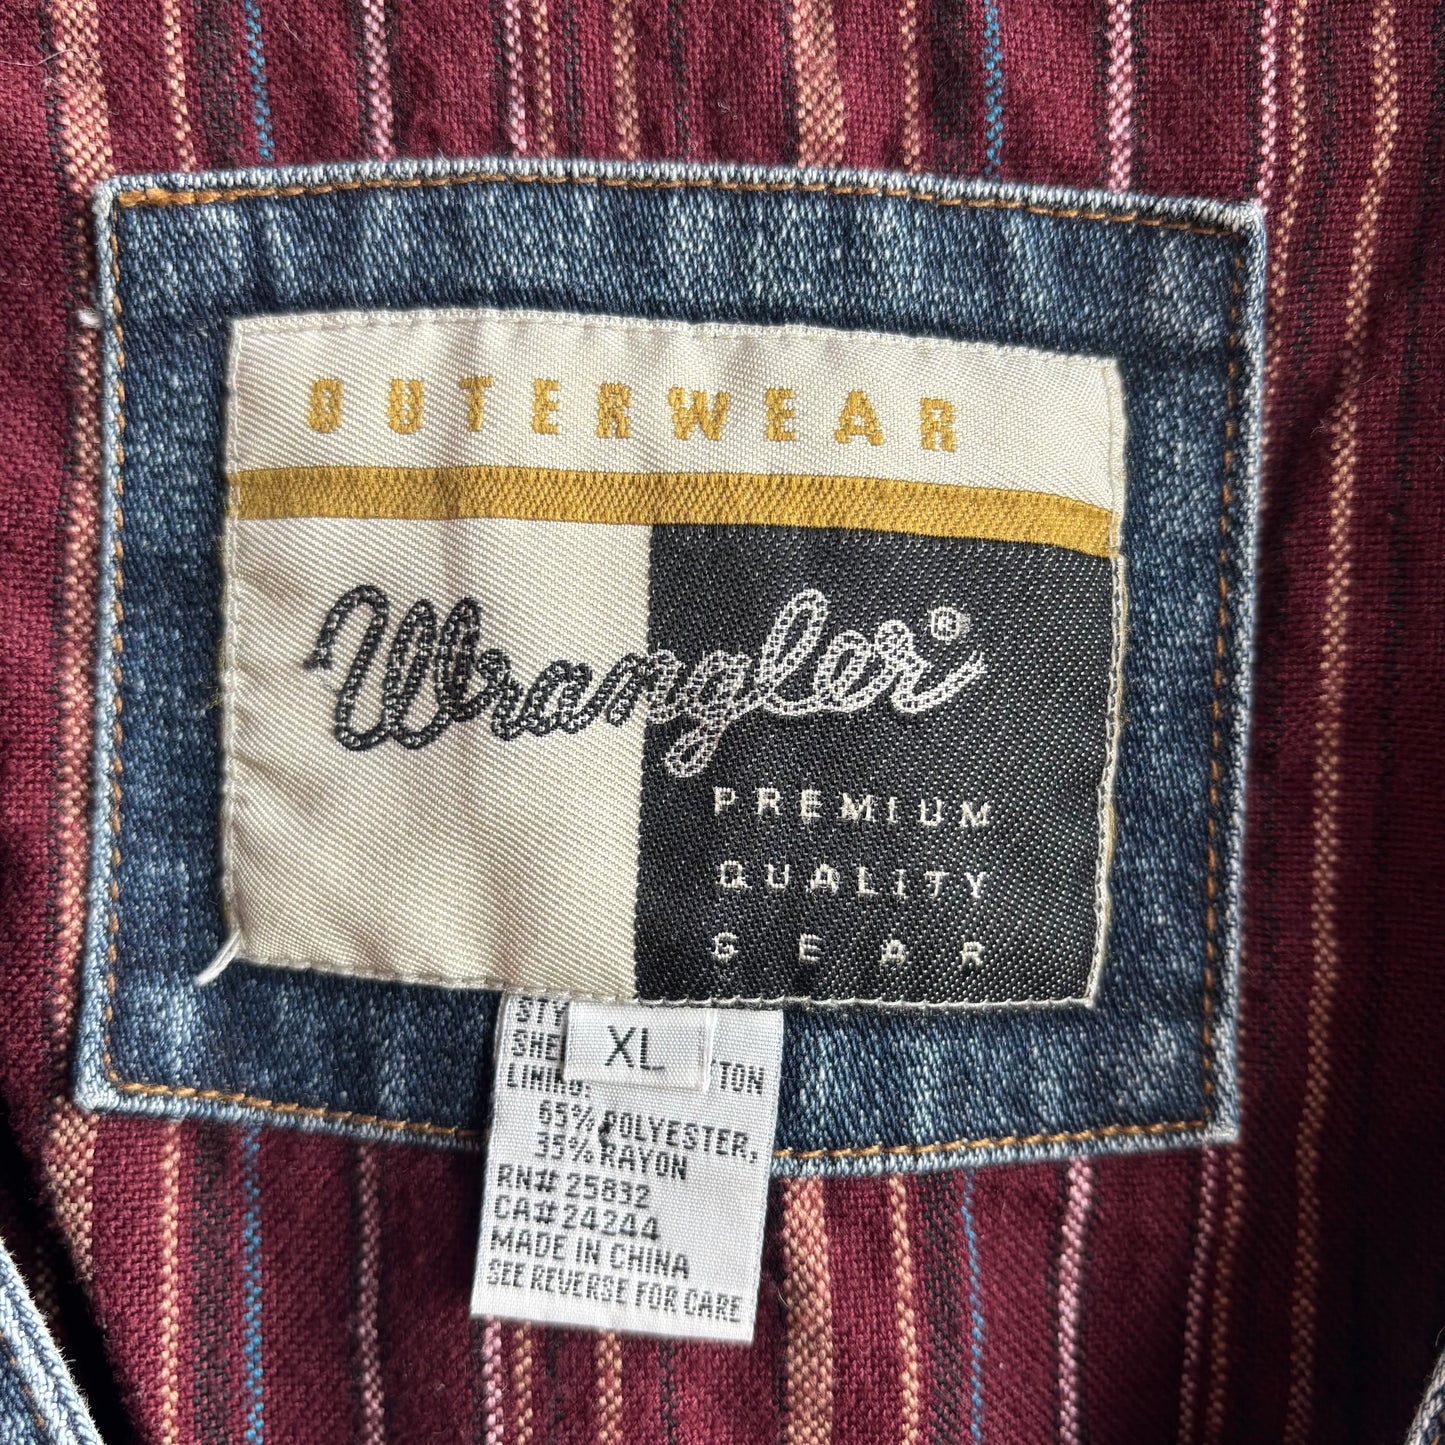 OUTERWEAR
Wrangler®
PREMIUM
QUALITY
GEAR
XL
65% POLYESTER,
35% RAYON
RN# 25832
CA# 24244
MADE IN CHINA
SEE REVERSE FOR CARE